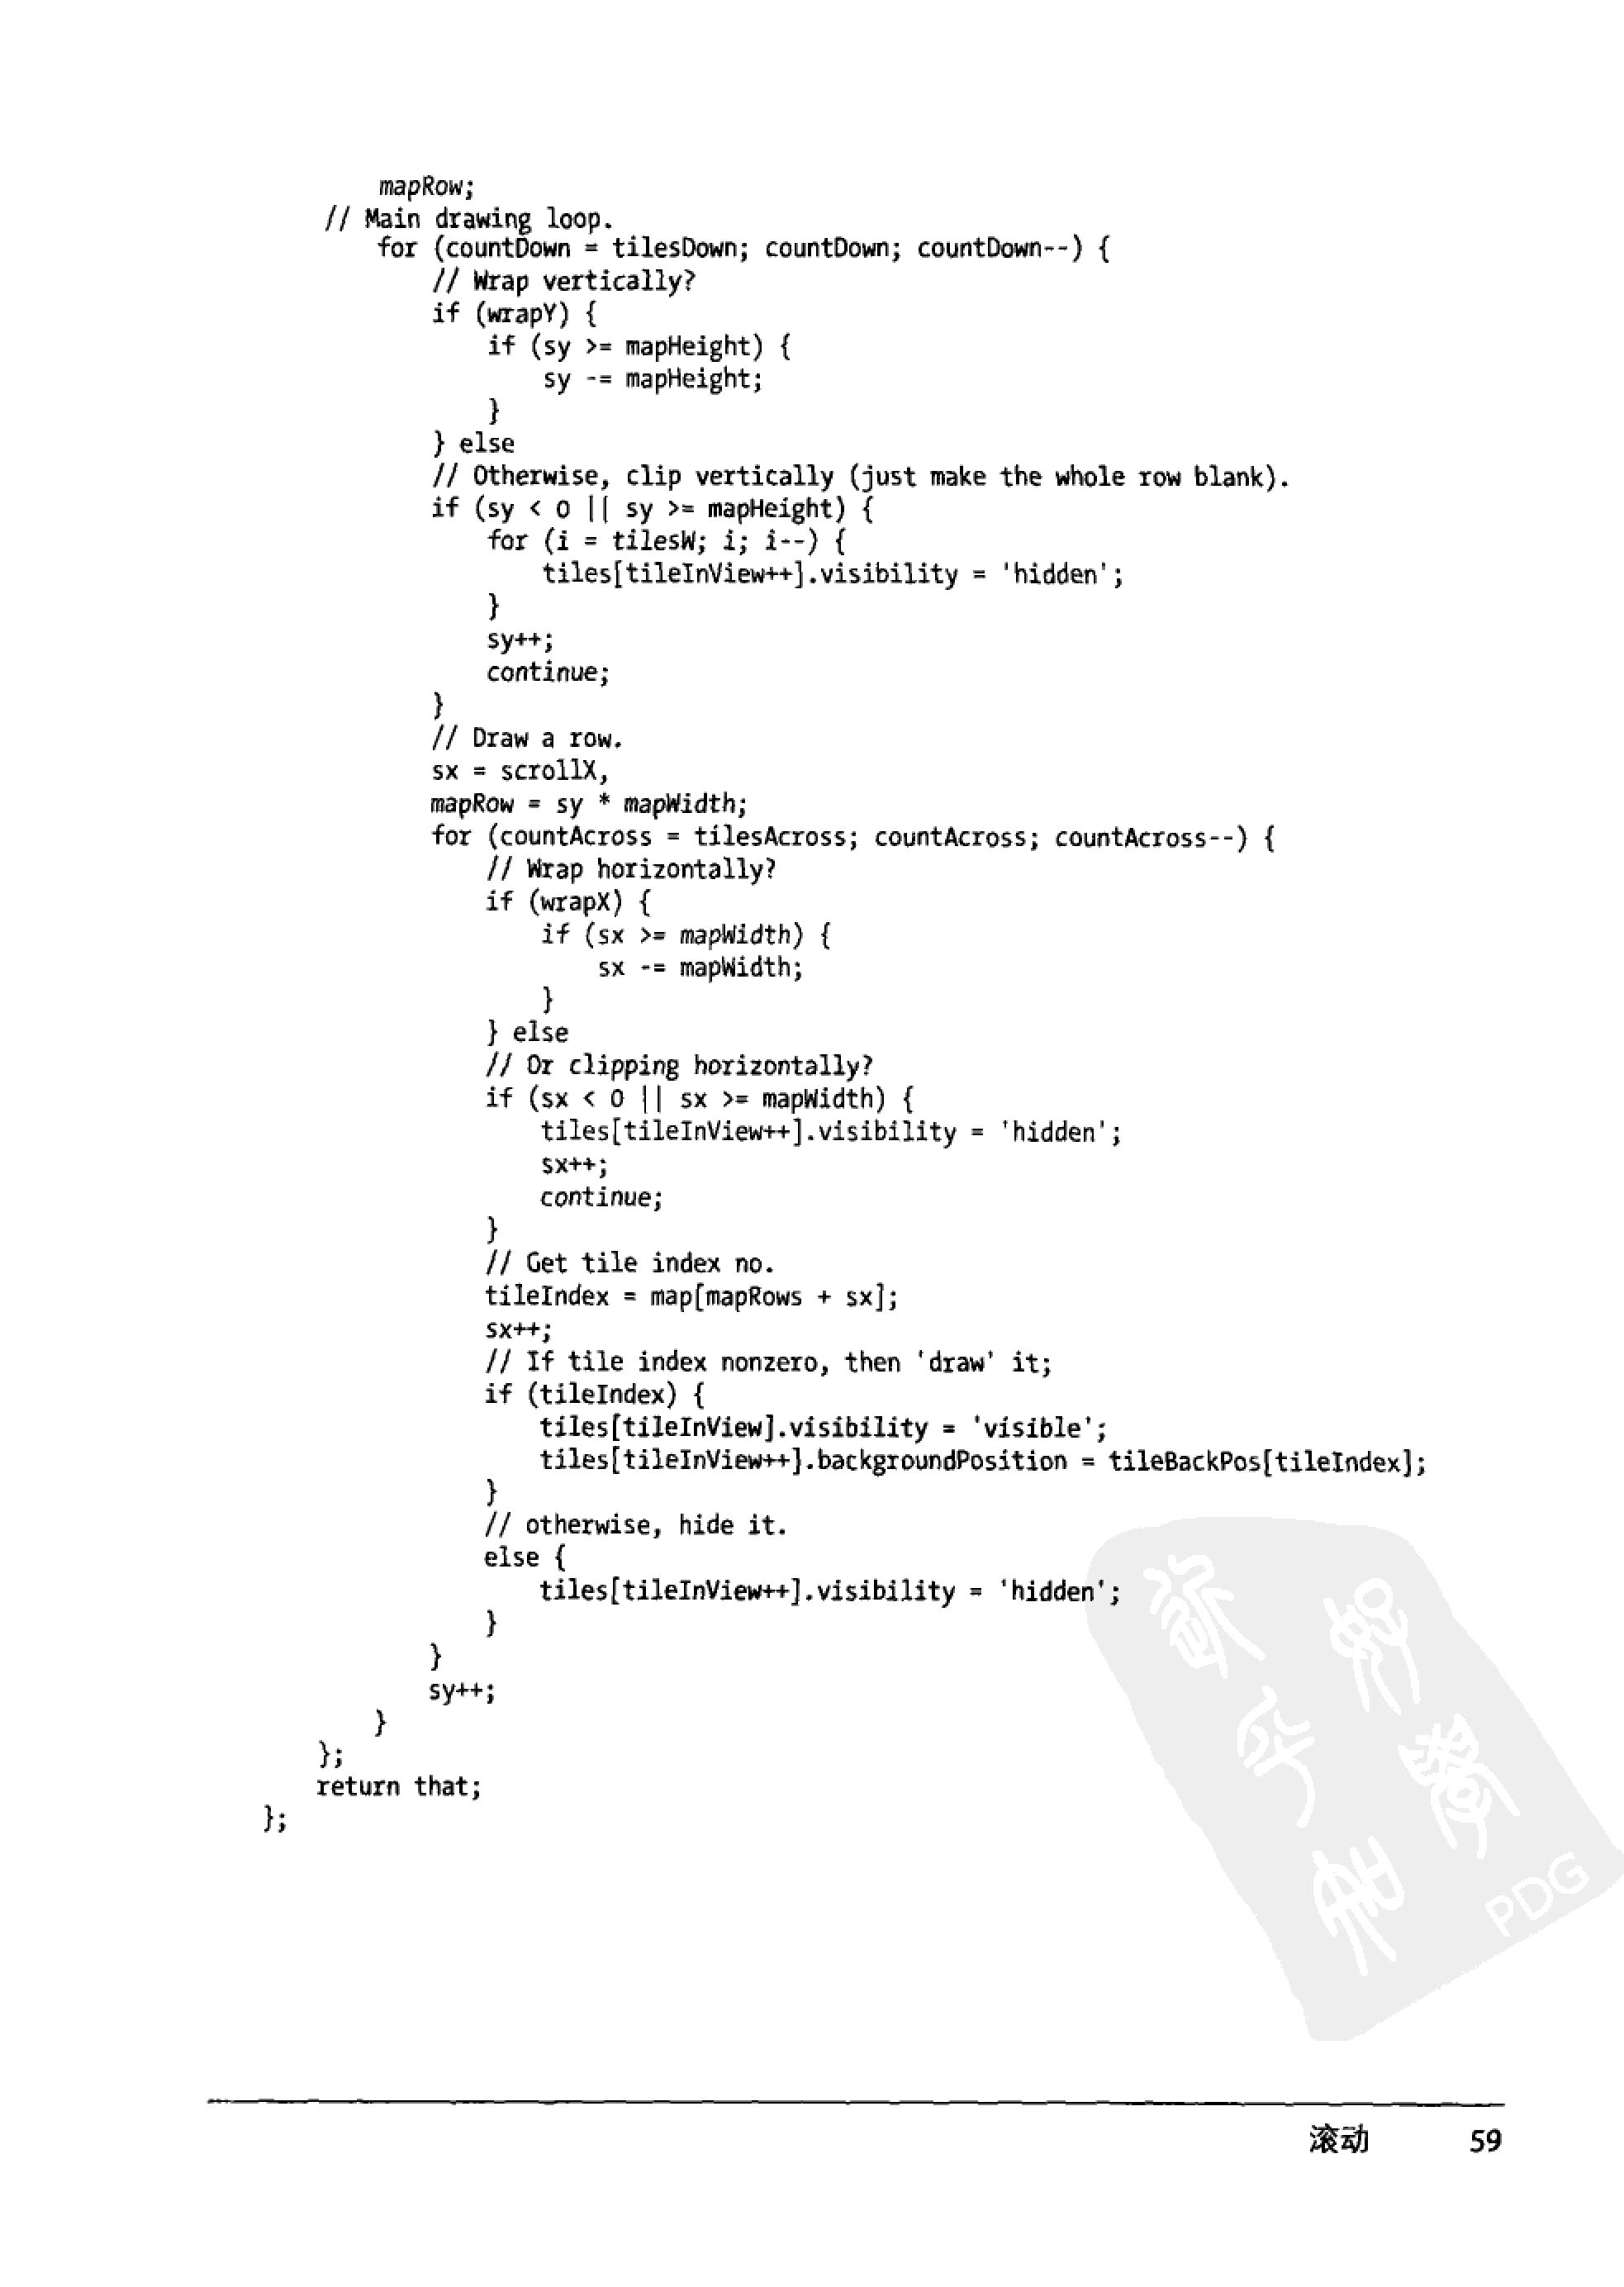 mapRow;
    // Main drawing loop.
        for (countDown = tilesDown; countDown; countDown--) {
            // Wrap vertically?
            if (wrapY) {
                if (sy >= mapHeight) {
                    sy -= mapHeight;
                }
            } else
            // Otherwise, clip vertically (just make the whole row blank).
            if (sy < 0 || sy >= mapHeight) {
                for (i = tilesW; i; i--) {
                    tiles[tileInView++].visibility = 'hidden';
                }
                sy++;
                continue;
            }
            // Draw a row.
            sx = scrollX,
            mapRow = sy * mapWidth;
            for (countAcross = tilesAcross; countAcross; countAcross--) {
                // Wrap horizontally?
                if (wrapX) {
                    if (sx >= mapWidth) {
                        sx -= mapWidth;
                    }
                } else
                // Or clipping horizontally?
                if (sx < 0 || sx >= mapWidth) {
                    tiles[tileInView++].visibility = 'hidden';
                    sx++;
                    continue;
                }
                // Get tile index no.
                tileIndex = map[mapRows + sx];
                sx++;
                // If tile index nonzero, then 'draw' it;
                if (tileIndex) {
                    tiles[tileInView].visibility = 'visible';
                    tiles[tileInView++].backgroundPosition = tileBackPos[tileIndex];
                }
                // otherwise, hide it.
                else {
                    tiles[tileInView++].visibility = 'hidden';
                }
            }
            sy++;
        }
    };
    return that;
};
PDG
滚动 59